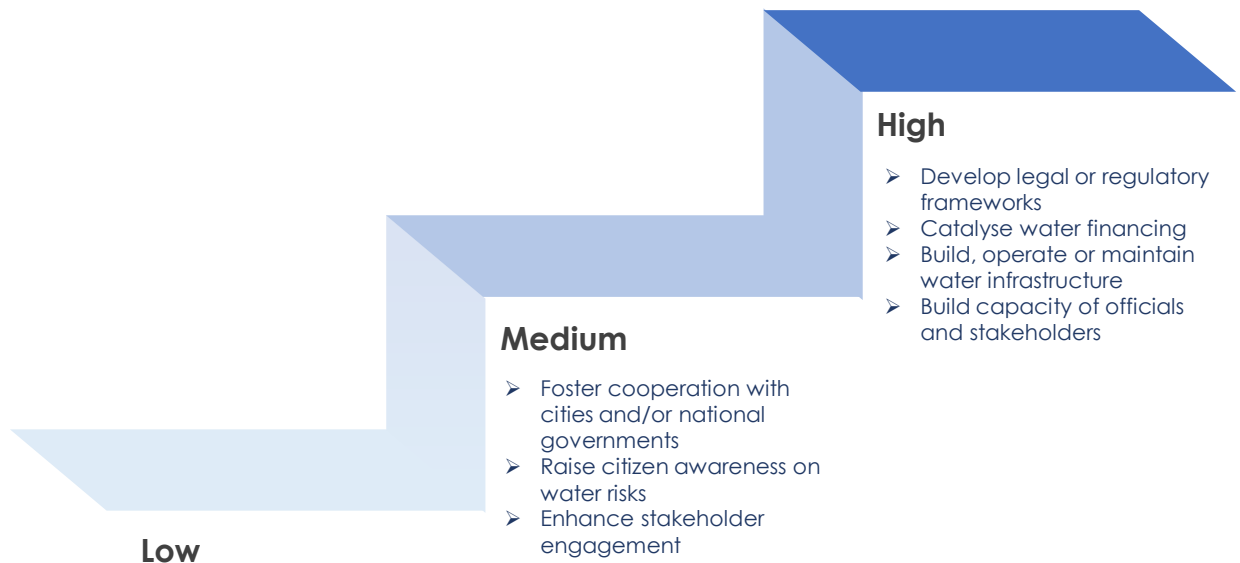 High
➢ Develop legal or regulatory
frameworks
➢ Catalyse water financing
➢ Build, operate or maintain
water infrastructure
➢ Build capacity of officials
and stakeholders
Medium
➢ Foster cooperation with
cities and/or national
governments
➢ Raise citizen awareness on
water risks
➢ Enhance stakeholder
engagement
Low